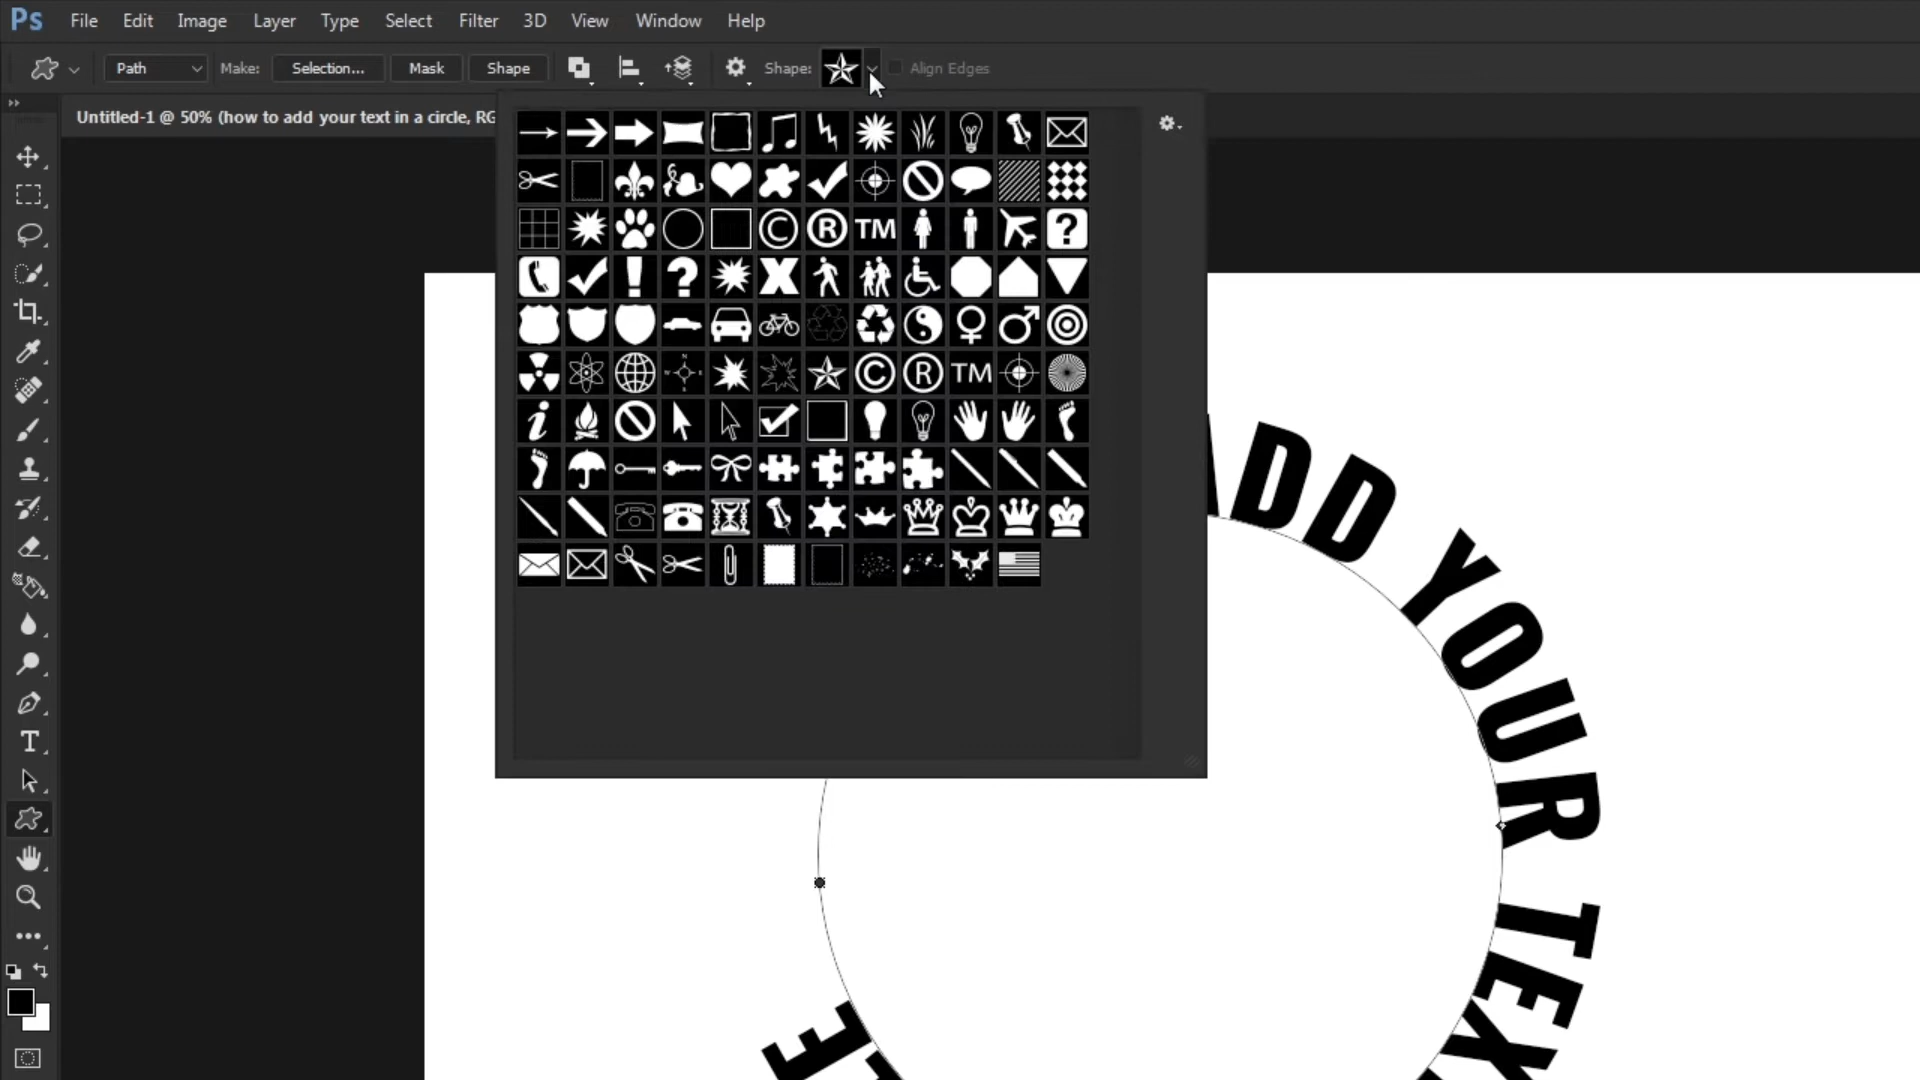 Ps File Edit Image Layer Type Select Filter 3D View Window Help
Path Make: Selection... Mask Shape Shape: Align Edges
Untitled-1 @ 50% (how to add your text in a circle, RG
© ® TM ?
! ? X
© ® TM
i
T
ADD YOUR TEX